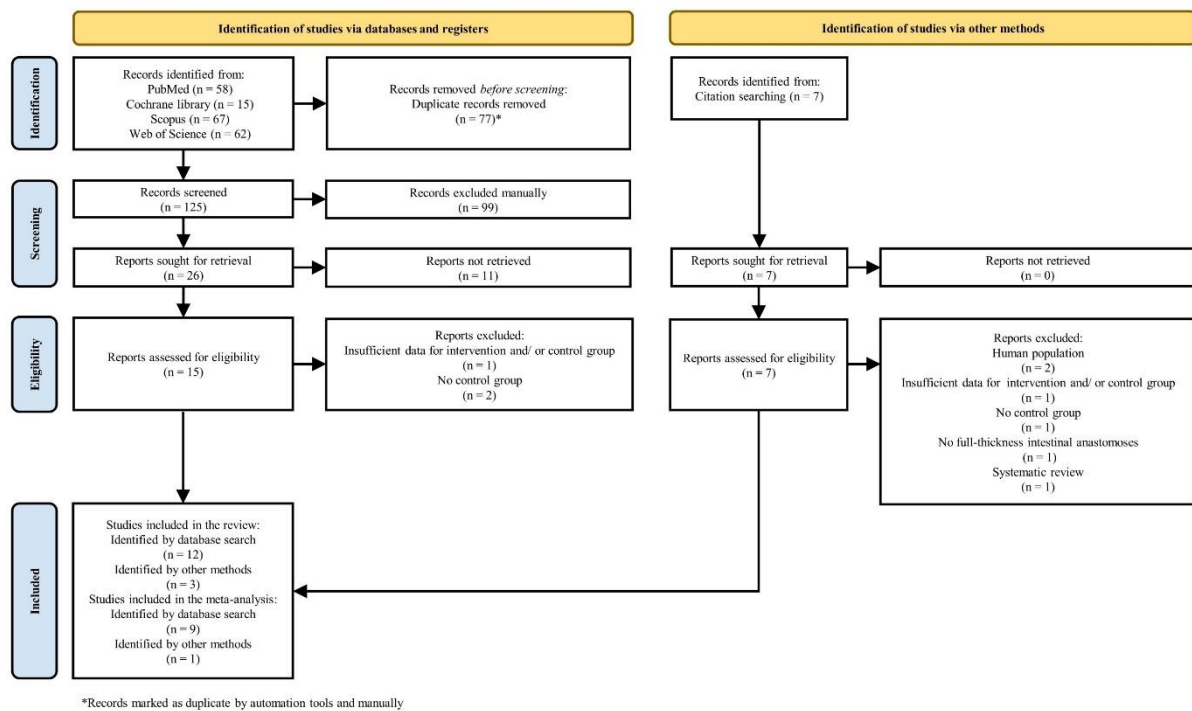 Identification of studies via databases and registers
Identification of studies via other methods
Identification
Records identified from:
PubMed (n = 58)
Cochrane library (n = 15)
Scopus (n = 67)
Web of Science (n = 62)
Records removed before screening:
Duplicate records removed
(n = 77)*
Records identified from:
Citation searching (n = 7)
Screening
Records screened
(n = 125)
Records excluded manually
(n = 99)
Reports sought for retrieval
(n = 26)
Reports not retrieved
(n = 11)
Reports sought for retrieval
(n = 7)
Reports not retrieved
(n = 0)
Eligibility
Reports assessed for eligibility
(n = 15)
Reports excluded:
Insufficient data for intervention and/ or control group
(n = 1)
No control group
(n = 2)
Reports assessed for eligibility
(n = 7)
Reports excluded:
Human population
(n = 2)
Insufficient data for intervention and/ or control group
(n = 1)
No control group
(n = 1)
No full-thickness intestinal anastomoses
(n = 1)
Systematic review
(n = 1)
Included
Studies included in the review:
Identified by database search
(n = 12)
Identified by other methods
(n = 3)
Studies included in the meta-analysis:
Identified by database search
(n = 9)
Identified by other methods
(n = 1)
*Records marked as duplicate by automation tools and manually